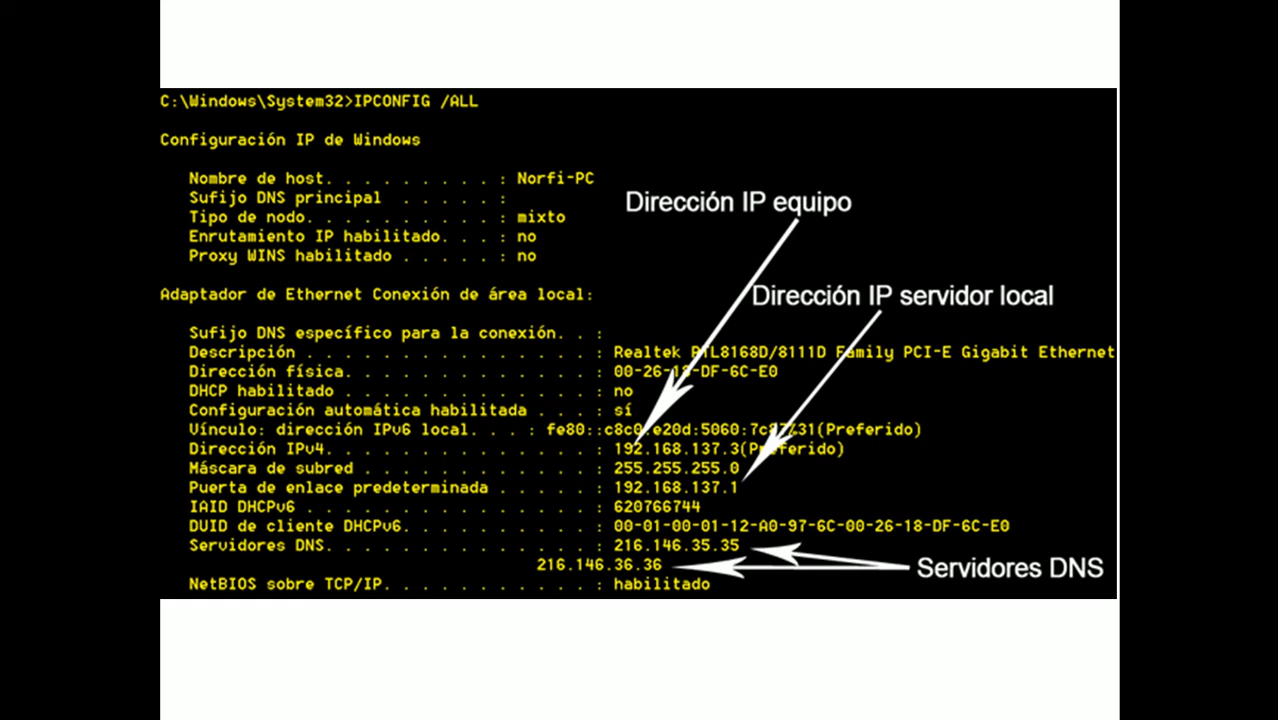 C:\Windows\System32>IPCONFIG /ALL
Configuración IP de Windows
Nombre de host. . . . . . . . . : Norfi-PC
Sufijo DNS principal . . . . . :
Tipo de nodo. . . . . . . . . . : mixto
Enrutamiento IP habilitado. . . : no
Proxy WINS habilitado . . . . . : no
Dirección IP equipo
Adaptador de Ethernet Conexión de área local:
Dirección IP servidor local
Sufijo DNS específico para la conexión. . :
Descripción . . . . . . . . . . . . . . . : Realtek RTL8168D/8111D Family PCI-E Gigabit Ethernet
Dirección física. . . . . . . . . . . . . : 00-26-18-DF-6C-E0
DHCP habilitado . . . . . . . . . . . . . : no
Configuración automática habilitada . . . : sí
Vínculo: dirección IPv6 local. . . : fe80::c8c0:e20d:5060:(Preferido)
Dirección IPv4. . . . . . . . . . . . . . : 192.168.137.3(Preferido)
Máscara de subred . . . . . . . . . . . . : 255.255.255.0
Puerta de enlace predeterminada . . . . . : 192.168.137.1
IAID DHCPv6 . . . . . . . . . . . . . . . : 620766744
DUID de cliente DHCPv6. . . . . . . . . . : 00-01-00-01-12-A0-97-6C-00-26-18-DF-6C-E0
Servidores DNS. . . . . . . . . . . . . . : 216.146.35.35
216.146.36.36
Servidores DNS
NetBIOS sobre TCP/IP. . . . . . . . . . . : habilitado